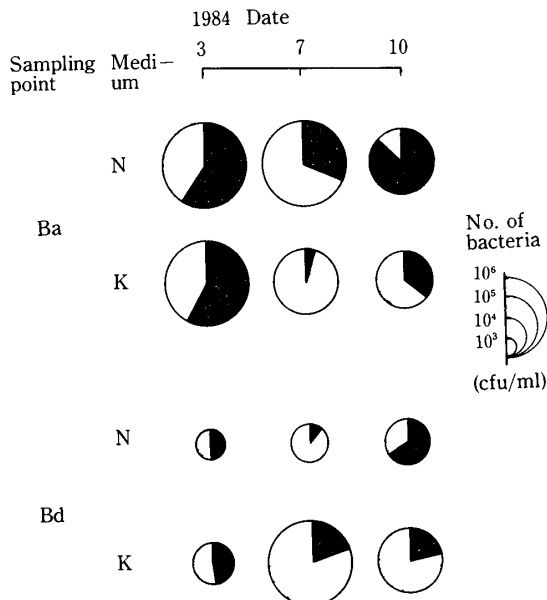 1984 Date
3 7 10
Sampling point
Medi-
um
N
Ba
K
No. of
bacteria
10⁶
10⁵
10⁴
10³
(cfu/ml)
N
Bd
K